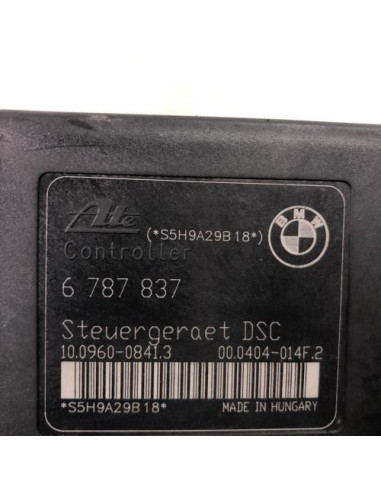 Ate
(*S5H9A29B18*)
BMW
Controller
6 787 837
Steuergeraet DSC
10.0960-0841.3 00.0404-014F.2
*S5H9A29B18*
MADE IN HUNGARY